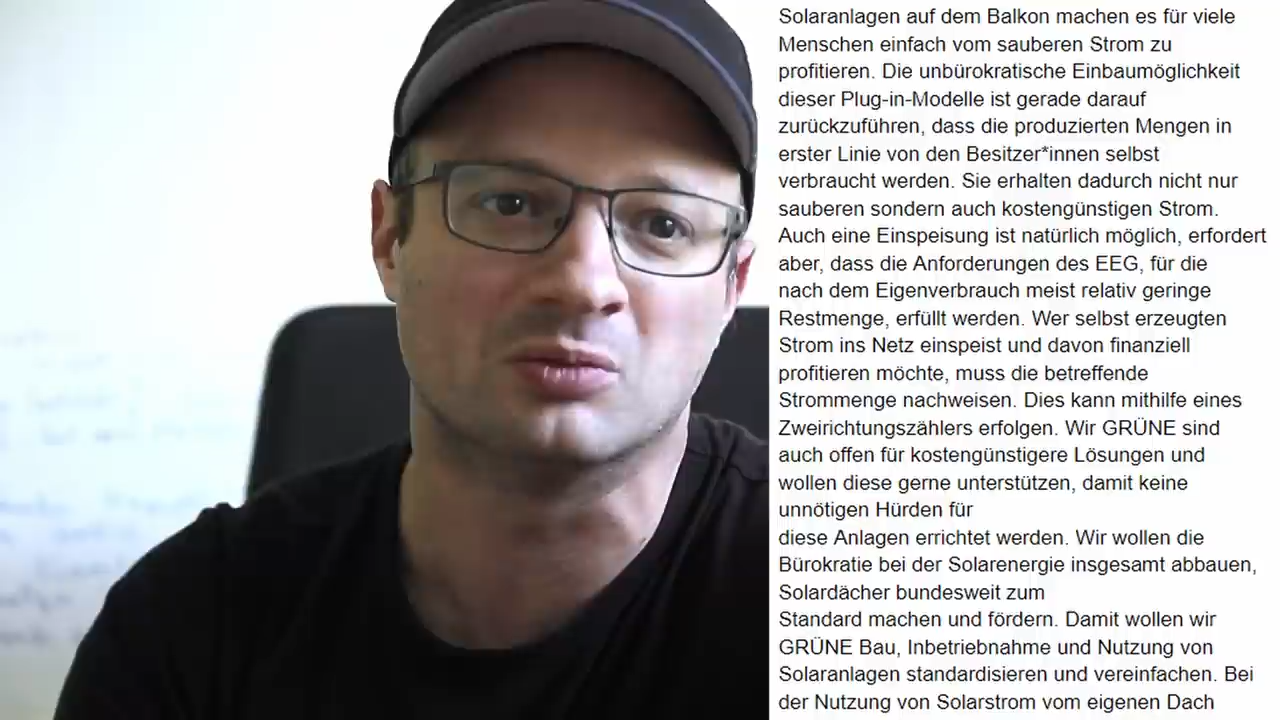 Solaranlagen auf dem Balkon machen es für viele
Menschen einfach vom sauberen Strom zu
profitieren. Die unbürokratische Einbaumöglichkeit
dieser Plug-in-Modelle ist gerade darauf
zurückzuführen, dass die produzierten Mengen in
erster Linie von den Besitzer*innen selbst
verbraucht werden. Sie erhalten dadurch nicht nur
sauberen sondern auch kostengünstigen Strom.
Auch eine Einspeisung ist natürlich möglich, erfordert
aber, dass die Anforderungen des EEG, für die
nach dem Eigenverbrauch meist relativ geringe
Restmenge, erfüllt werden. Wer selbst erzeugten
Strom ins Netz einspeist und davon finanziell
profitieren möchte, muss die betreffende
Strommenge nachweisen. Dies kann mithilfe eines
Zweirichtungszählers erfolgen. Wir GRÜNE sind
auch offen für kostengünstigere Lösungen und
wollen diese gerne unterstützen, damit keine
unnötigen Hürden für
diese Anlagen errichtet werden. Wir wollen die
Bürokratie bei der Solarenergie insgesamt abbauen,
Solardächer bundesweit zum
Standard machen und fördern. Damit wollen wir
GRÜNE Bau, Inbetriebnahme und Nutzung von
Solaranlagen standardisieren und vereinfachen. Bei
der Nutzung von Solarstrom vom eigenen Dach